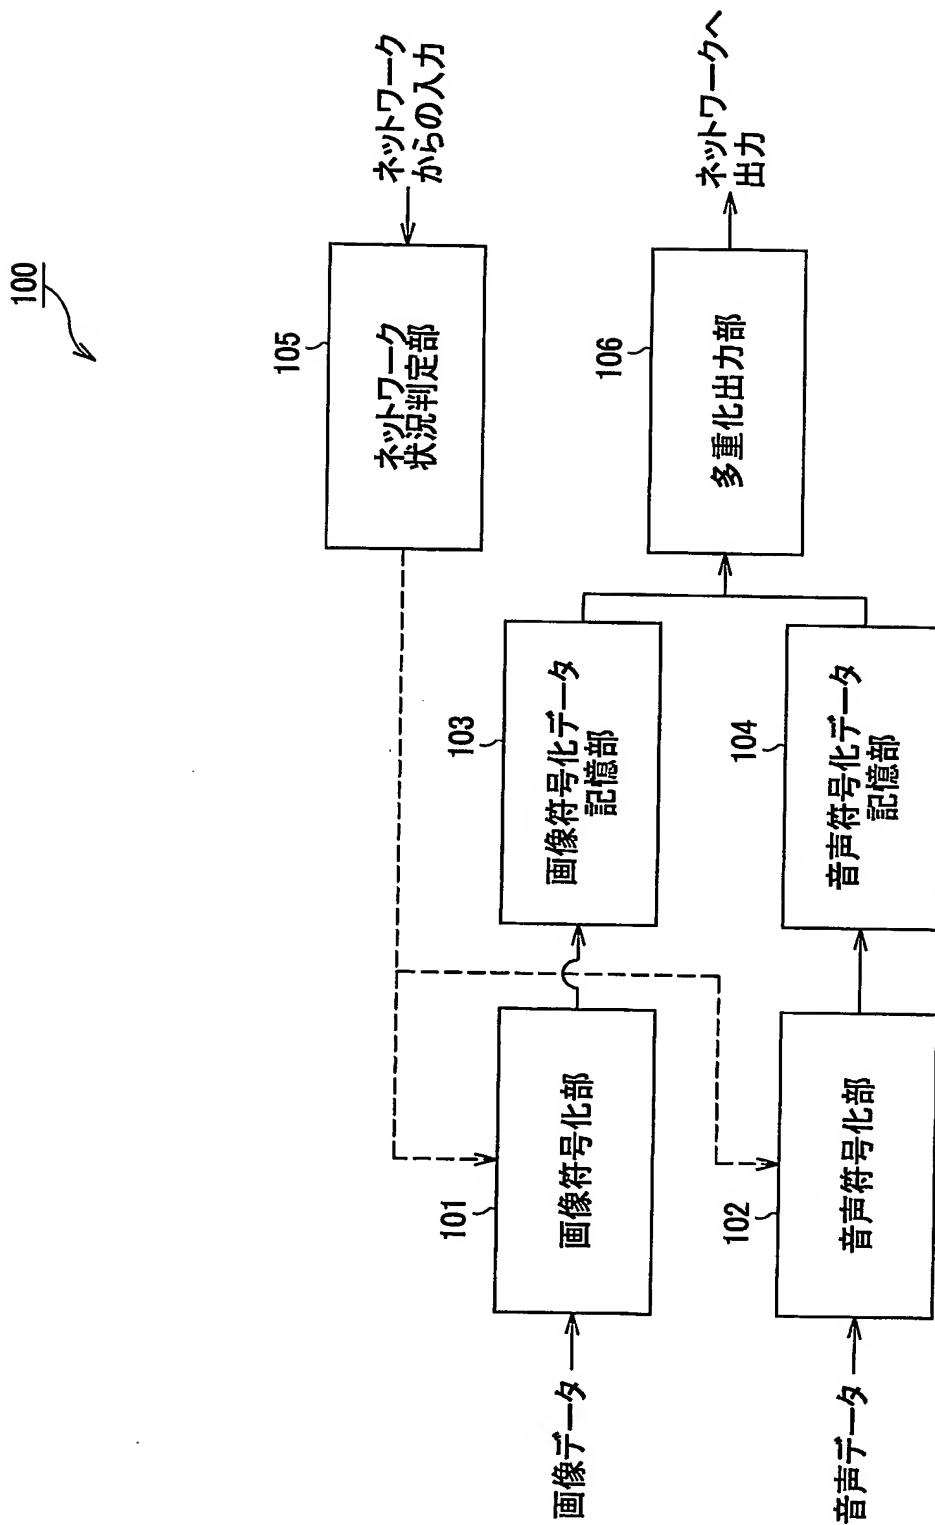 100
105
ネットワーク
状況判定部
ネットワーク
からの入力
101
画像符号化部
103
画像符号化データ
記憶部
106
多重化出力部
ネットワークへ
出力
画像データ
102
音声符号化部
104
音声符号化データ
記憶部
音声データ